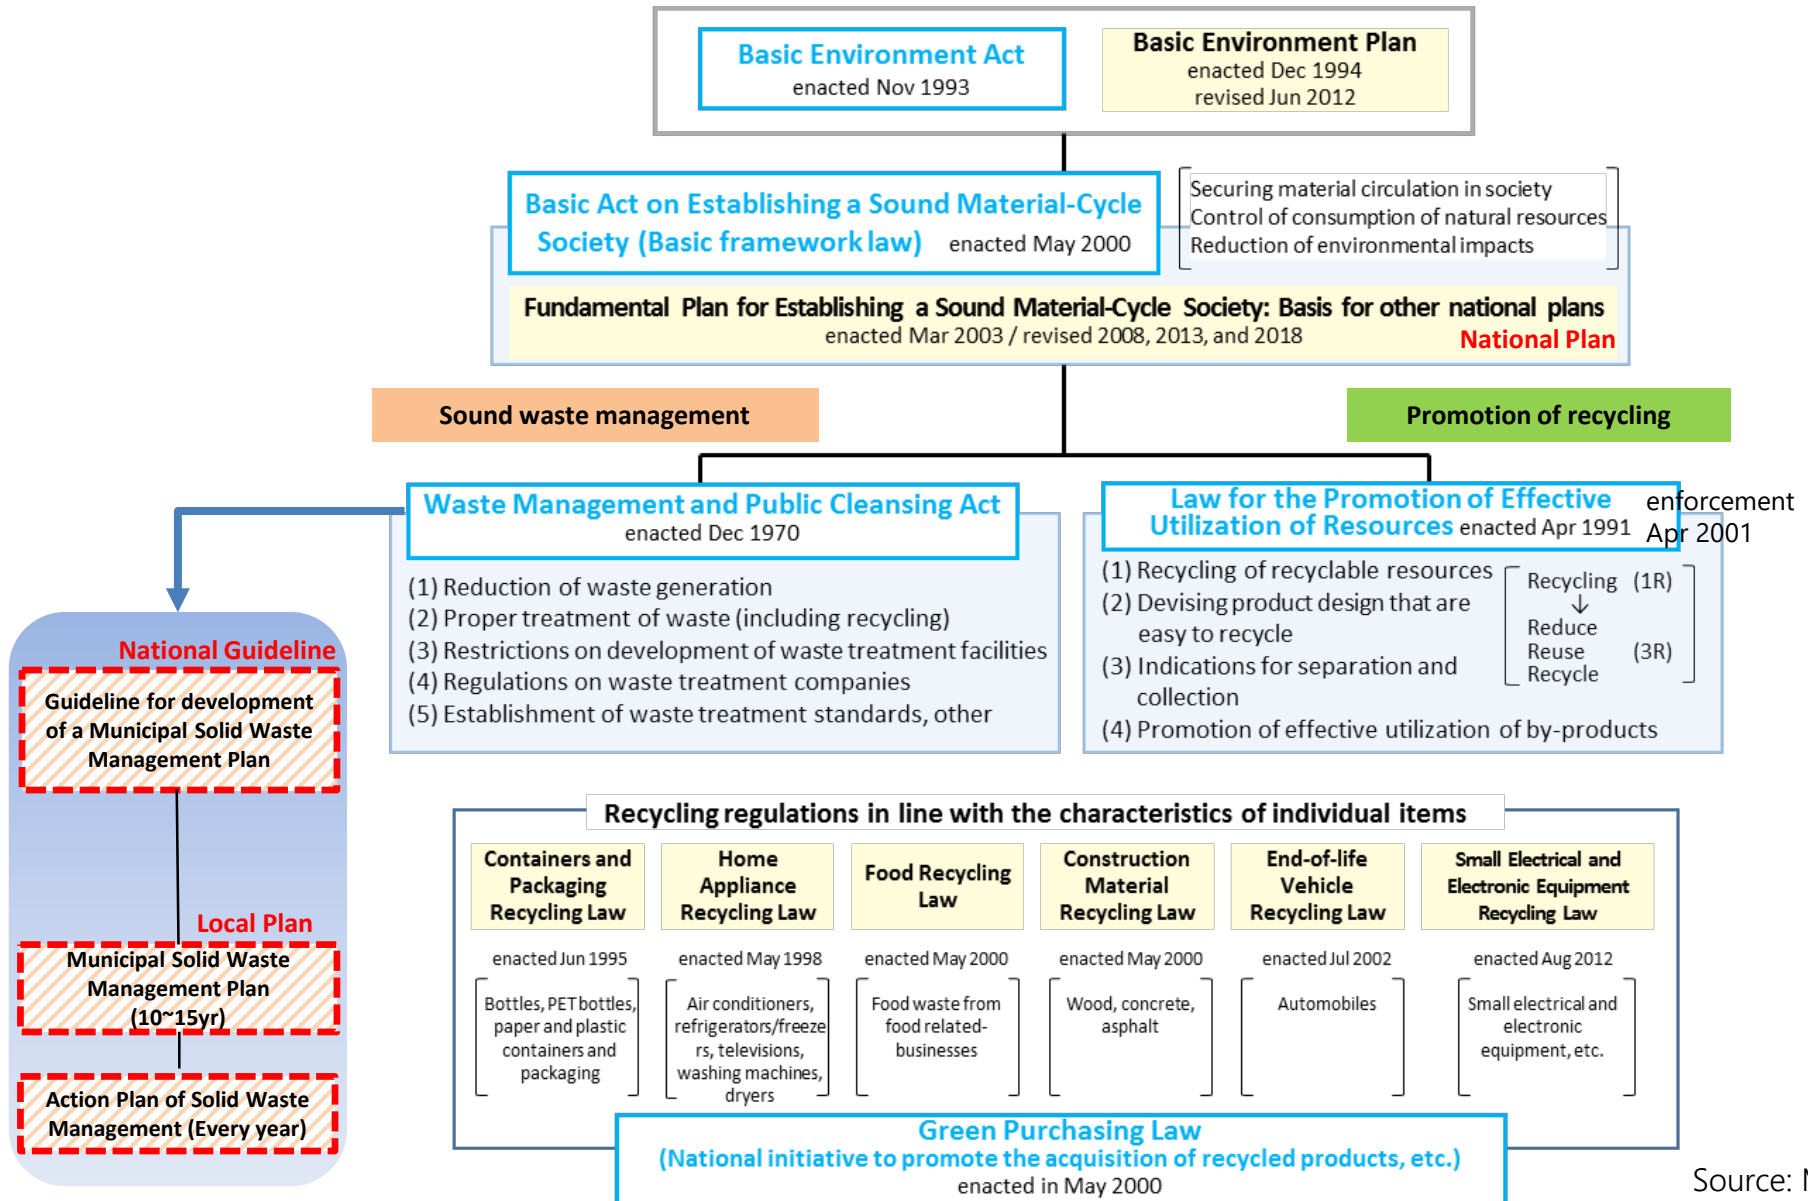 Basic Environment Act
enacted Nov 1993
Basic Environment Plan
enacted Dec 1994
revised Jun 2012
Basic Act on Establishing a Sound Material-Cycle
Society (Basic framework law) enacted May 2000
Securing material circulation in society
Control of consumption of natural resources
Reduction of environmental impacts
Fundamental Plan for Establishing a Sound Material-Cycle Society: Basis for other national plans
enacted Mar 2003 / revised 2008, 2013, and 2018
National Plan
Sound waste management
Promotion of recycling
Waste Management and Public Cleansing Act
enacted Dec 1970
(1) Reduction of waste generation
(2) Proper treatment of waste (including recycling)
(3) Restrictions on development of waste treatment facilities
(4) Regulations on waste treatment companies
(5) Establishment of waste treatment standards, other
Law for the Promotion of Effective
Utilization of Resources enacted Apr 1991
enforcement
Apr 2001
(1) Recycling of recyclable resources
(2) Devising product design that are
easy to recycle
(3) Indications for separation and
collection
(4) Promotion of effective utilization of by-products
Recycling (1R)
↓
Reduce
Reuse (3R)
Recycle
National Guideline
Guideline for development
of a Municipal Solid Waste
Management Plan
Local Plan
Municipal Solid Waste
Management Plan
(10~15yr)
Action Plan of Solid Waste
Management (Every year)
Recycling regulations in line with the characteristics of individual items
Containers and
Packaging
Recycling Law
enacted Jun 1995
Bottles, PET bottles,
paper and plastic
containers and
packaging
Home
Appliance
Recycling Law
enacted May 1998
Air conditioners,
refrigerators/freeze
rs, televisions,
washing machines,
dryers
Food Recycling
Law
enacted May 2000
Food waste from
food related-
businesses
Construction
Material
Recycling Law
enacted May 2000
Wood, concrete,
asphalt
End-of-life
Vehicle
Recycling Law
enacted Jul 2002
Automobiles
Small Electrical and
Electronic Equipment
Recycling Law
enacted Aug 2012
Small electrical and
electronic
equipment, etc.
Green Purchasing Law
(National initiative to promote the acquisition of recycled products, etc.)
enacted in May 2000
Source: